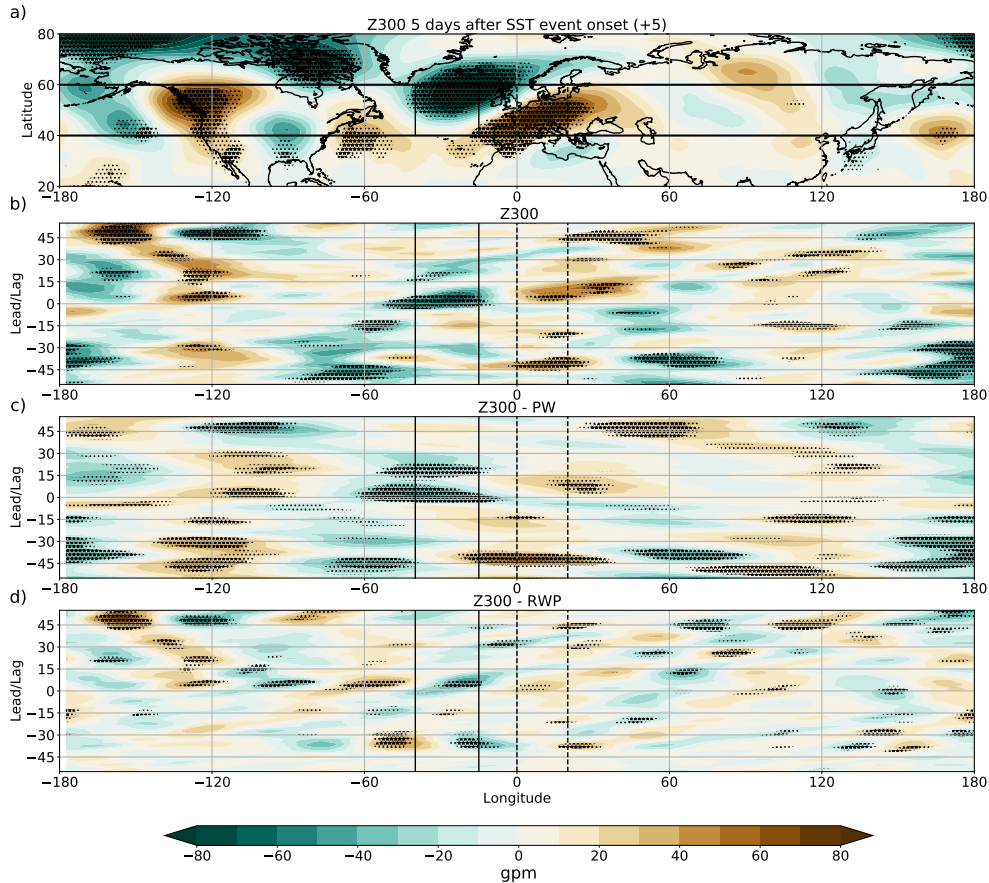 a)
Z300 5 days after SST event onset (+5)
80
60
40
20
Latitude
−180 −120 −60 0 60 120 180
b)
Z300
45
30
15
0
−15
−30
−45
Lead/Lag
−180 −120 −60 0 60 120 180
c)
Z300 - PW
45
30
15
0
−15
−30
−45
Lead/Lag
−180 −120 −60 0 60 120 180
d)
Z300 - RWP
45
30
15
0
−15
−30
−45
Lead/Lag
−180 −120 −60 0 60 120 180
Longitude
−80 −60 −40 −20 0 20 40 60 80
gpm